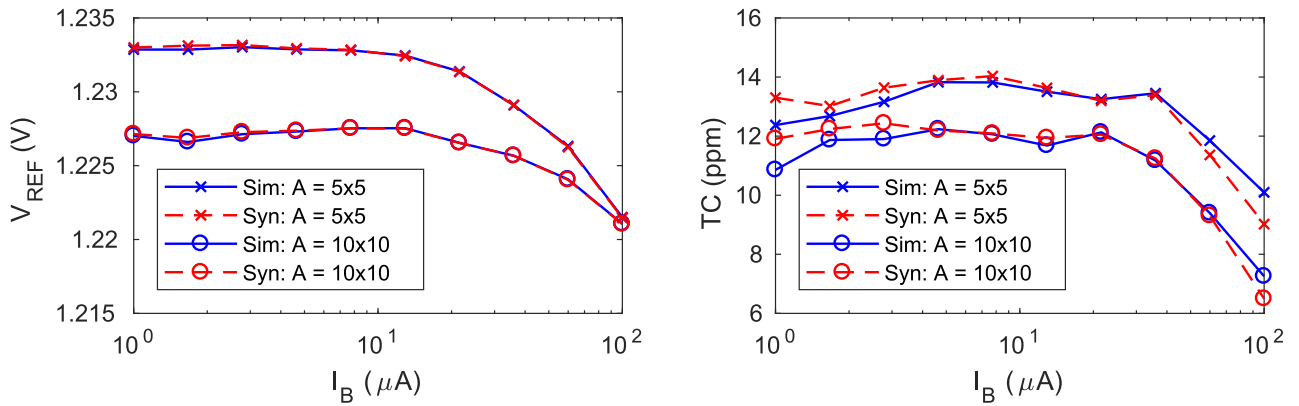 1.235
1.23
1.225
1.22
1.215
V_REF (V)
Sim: A = 5x5
Syn: A = 5x5
Sim: A = 10x10
Syn: A = 10x10
10^0
10^1
10^2
I_B (μA)
16
14
12
10
8
6
TC (ppm)
Sim: A = 5x5
Syn: A = 5x5
Sim: A = 10x10
Syn: A = 10x10
10^0
10^1
10^2
I_B (μA)